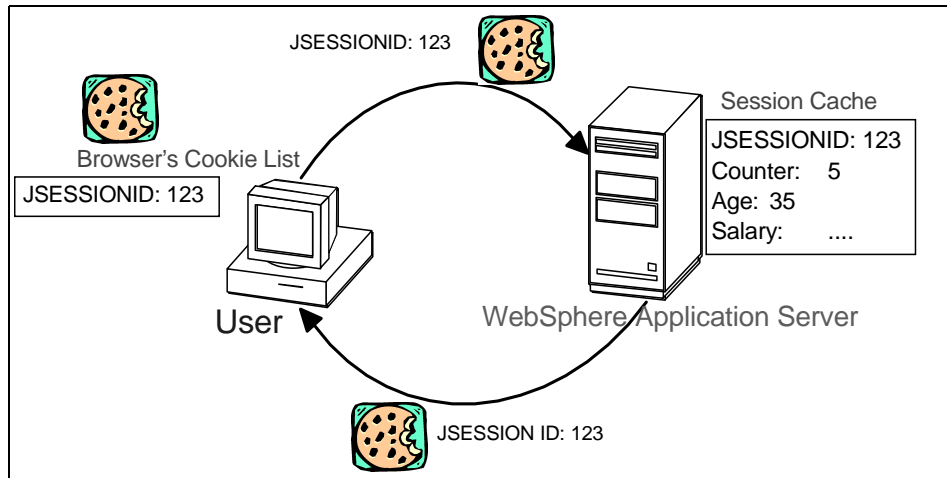 JSESSIONID: 123
Session Cache
JSESSIONID: 123
Counter: 5
Age: 35
Salary: ....
Browser's Cookie List
JSESSIONID: 123
User
WebSphere Application Server
JSESSION ID: 123